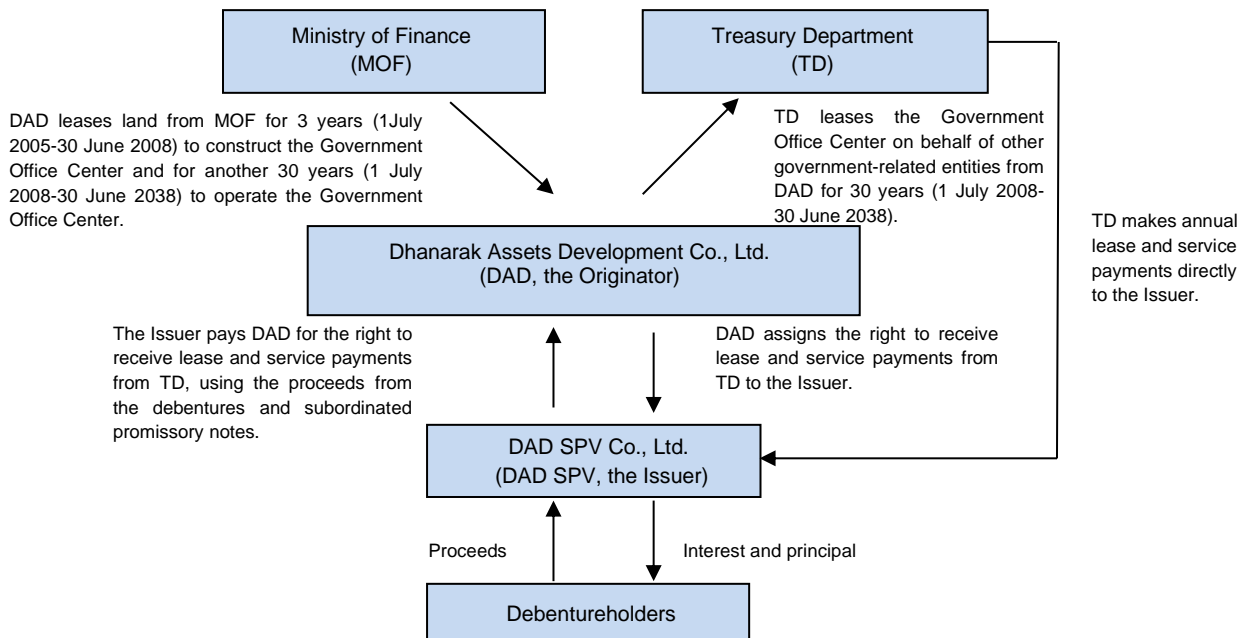 Ministry of Finance
(MOF)
Treasury Department
(TD)
DAD leases land from MOF for 3 years (1July
2005-30 June 2008) to construct the Government
Office Center and for another 30 years (1 July
2008-30 June 2038) to operate the Government
Office Center.
TD leases the Government
Office Center on behalf of other
government-related entities from
DAD for 30 years (1 July 2008-
30 June 2038).
TD makes annual
lease and service
payments directly
to the Issuer.
Dhanarak Assets Development Co., Ltd.
(DAD, the Originator)
The Issuer pays DAD for the right to
receive lease and service payments
from TD, using the proceeds from
the debentures and subordinated
promissory notes.
DAD assigns the right to receive
lease and service payments from
TD to the Issuer.
DAD SPV Co., Ltd.
(DAD SPV, the Issuer)
Proceeds
Interest and principal
Debentureholders